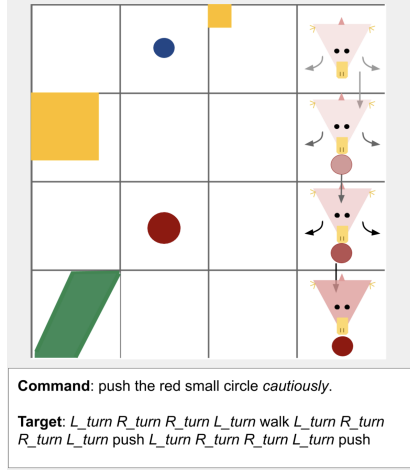 Command: push the red small circle cautiously.
Target: L_turn R_turn R_turn L_turn walk L_turn R_turn
R_turn L_turn push L_turn R_turn R_turn L_turn push